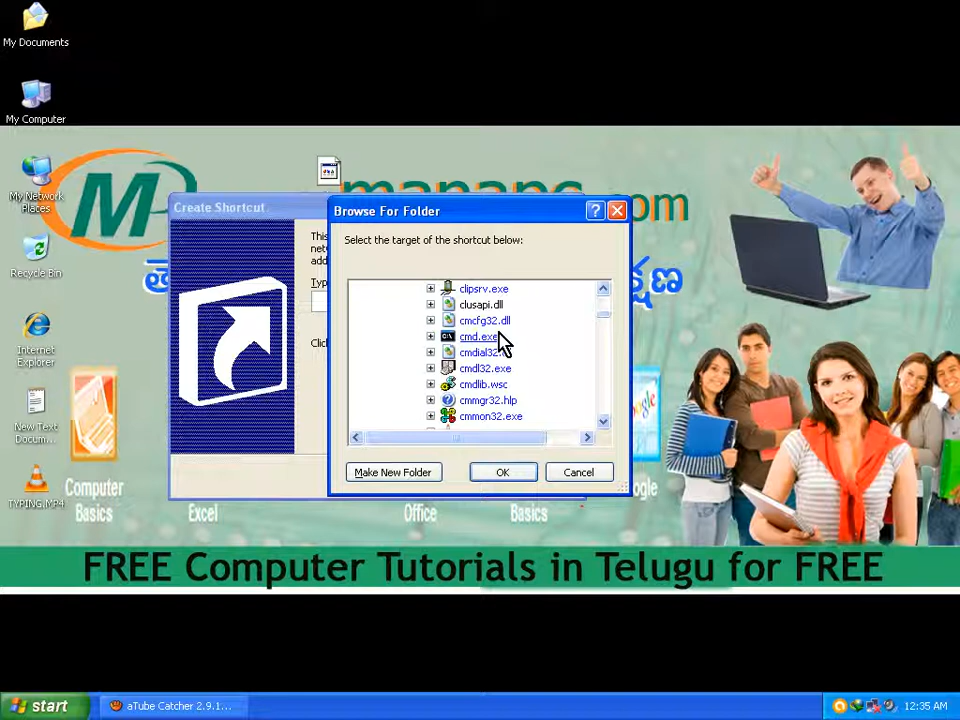 My Documents
My Computer
My Network
Places
Recycle Bin
Internet
Explorer
New Text
Docum...
TYPING.MP4
M
.com
Create Shortcut
Browse For Folder
Select the target of the shortcut below:
clipsrv.exe
clusapi.dll
cmcfg32.dll
cmd.exe
cmdial32
cmdl32.exe
cmdlib.wsc
cmmgr32.hlp
cmmon32.exe
Make New Folder
OK
Cancel
Computer
Basics
Excel
Office
Basics
FREE Computer Tutorials in Telugu for FREE
start
aTube Catcher 2.9.1...
12:35 AM